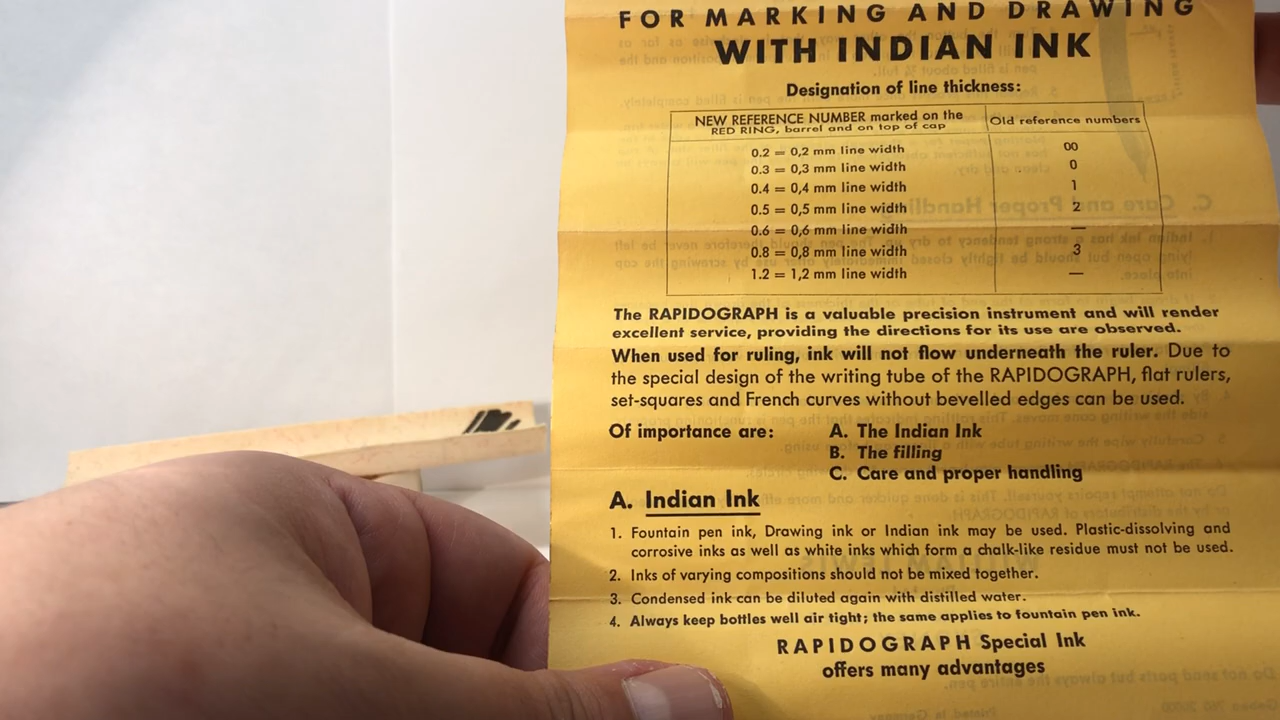 FOR MARKING AND DRAWING
WITH INDIAN INK
Designation of line thickness:
NEW REFERENCE NUMBER marked on the
RED RING, barrel and on top of cap
Old reference numbers
0.2 = 0,2 mm line width 00
0.3 = 0,3 mm line width 0
0.4 = 0,4 mm line width 1
0.5 = 0,5 mm line width 2
0.6 = 0,6 mm line width —
0.8 = 0,8 mm line width 3
1.2 = 1,2 mm line width —
The RAPIDOGRAPH is a valuable precision instrument and will render
excellent service, providing the directions for its use are observed.
When used for ruling, ink will not flow underneath the ruler. Due to
the special design of the writing tube of the RAPIDOGRAPH, flat rulers,
set-squares and French curves without bevelled edges can be used.
Of importance are: A. The Indian Ink
B. The filling
C. Care and proper handling
A. Indian Ink
1. Fountain pen ink, Drawing ink or Indian ink may be used. Plastic-dissolving and
corrosive inks as well as white inks which form a chalk-like residue must not be used.
2. Inks of varying compositions should not be mixed together.
3. Condensed ink can be diluted again with distilled water.
4. Always keep bottles well air tight; the same applies to fountain pen ink.
RAPIDOGRAPH Special Ink
offers many advantages